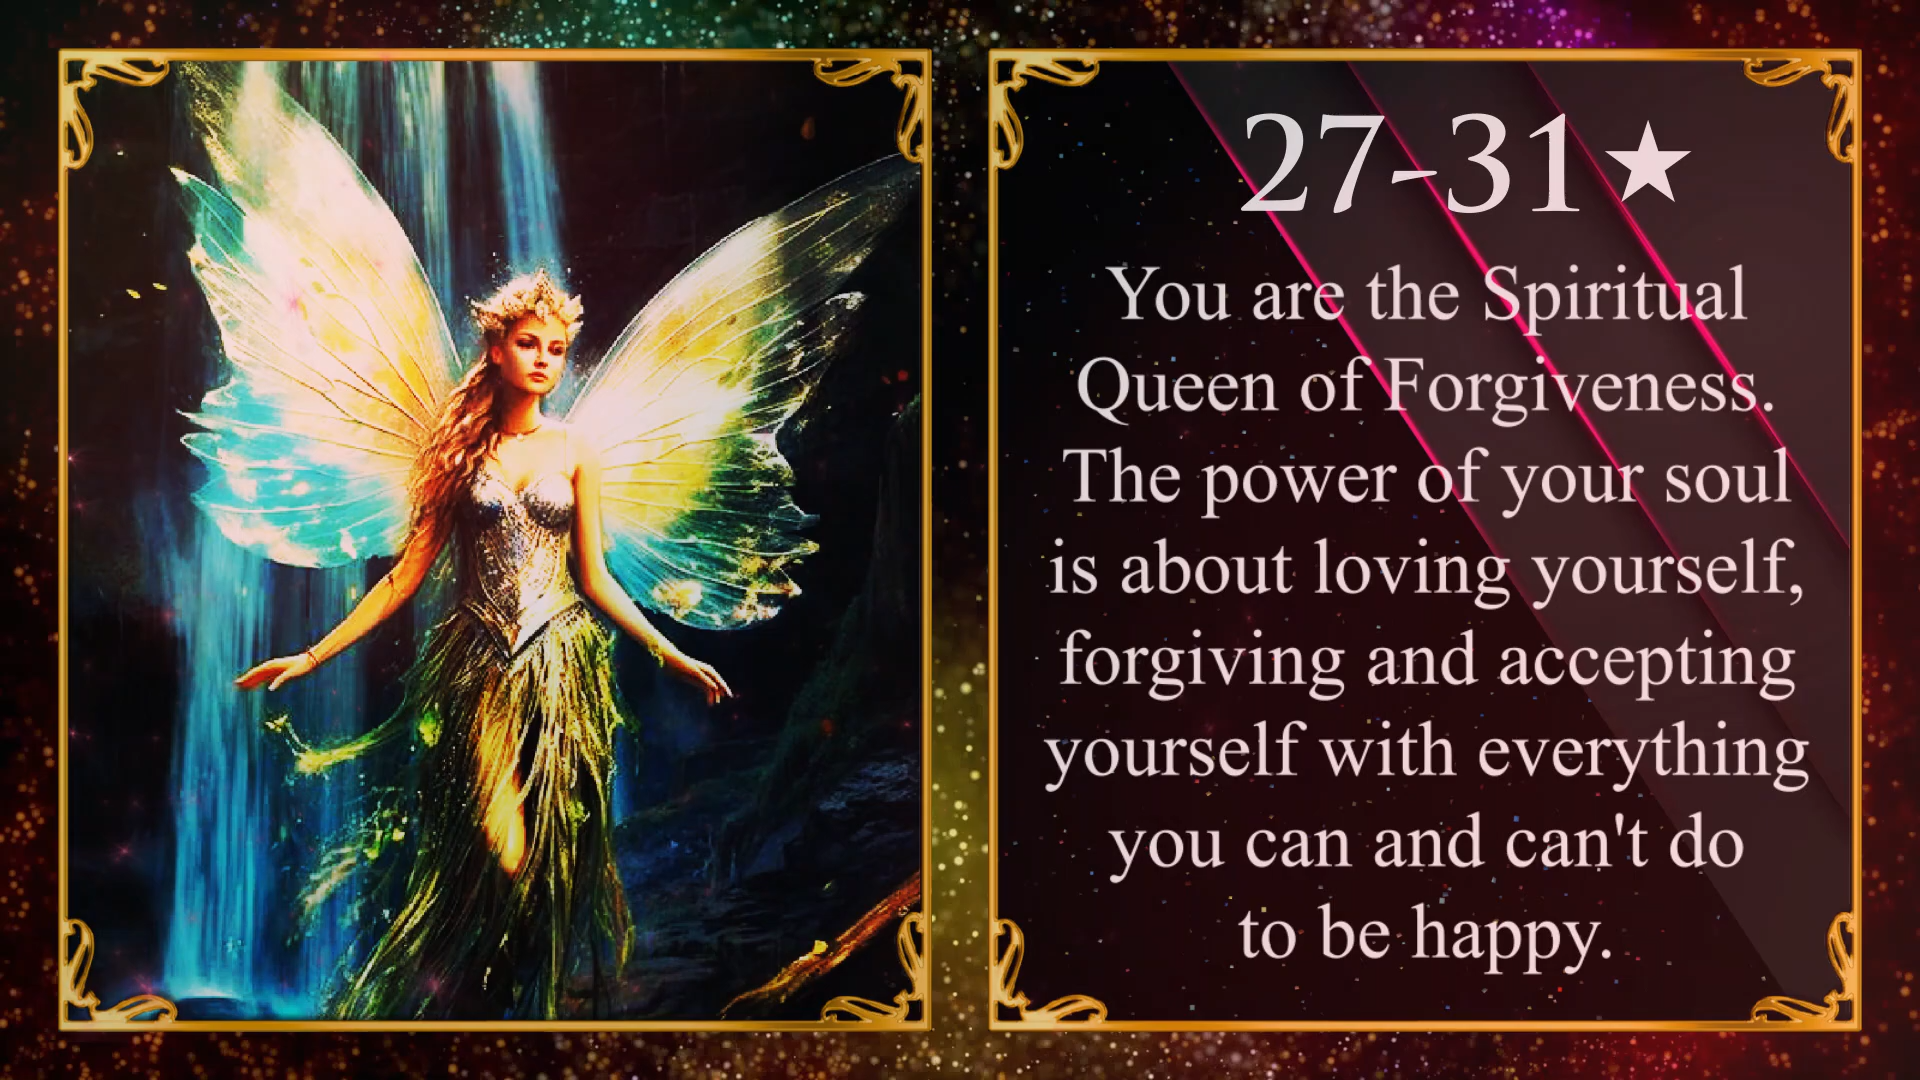 27-31★
You are the Spiritual
Queen of Forgiveness.
The power of your soul
is about loving yourself,
forgiving and accepting
yourself with everything
you can and can't do
to be happy.